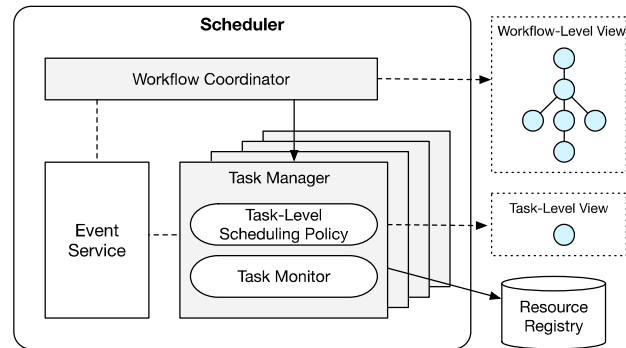 Scheduler
Workflow Coordinator
Workflow-Level View
Task Manager
Task-Level
Scheduling Policy
Task Monitor
Event
Service
Task-Level View
Resource
Registry